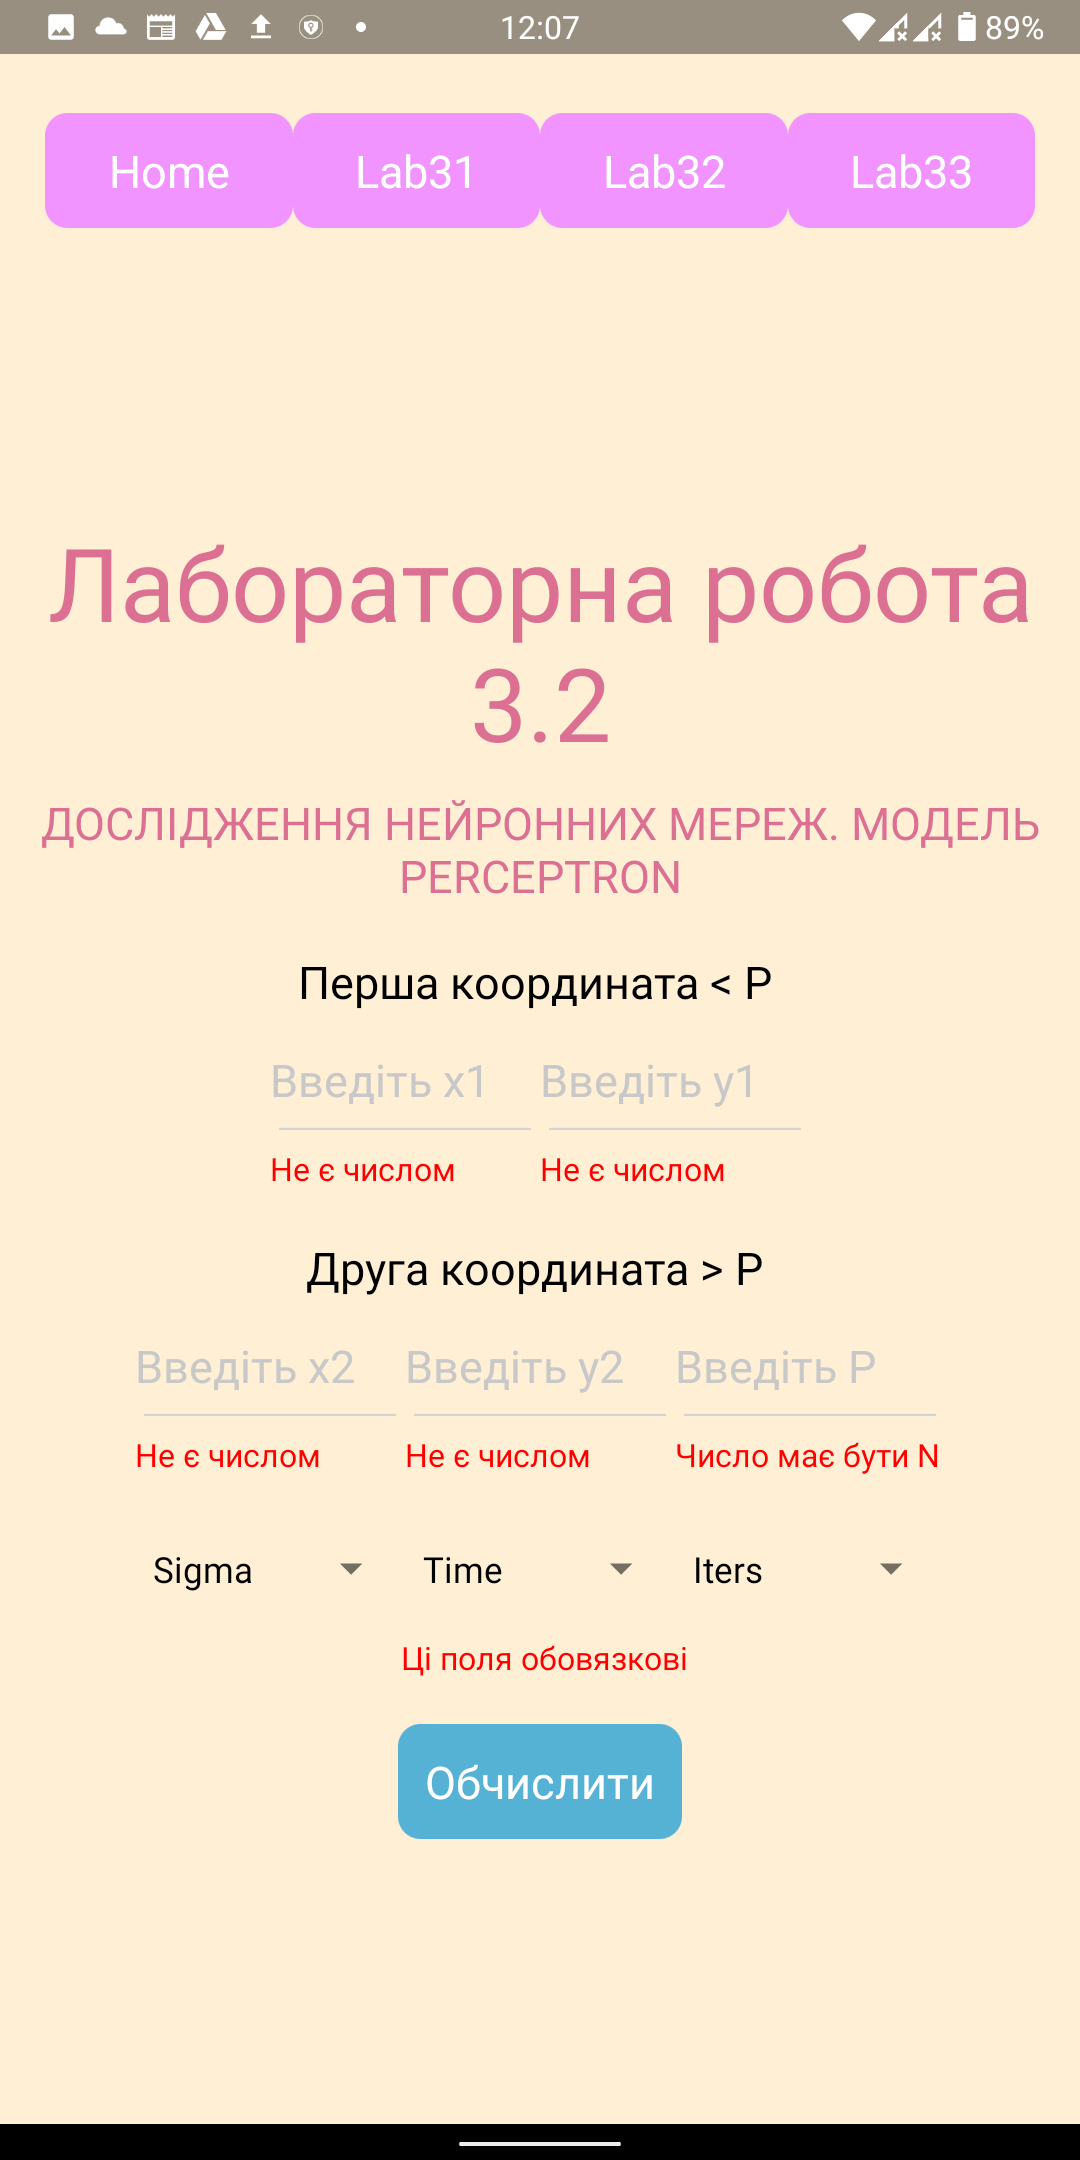 12:07
89%
Home Lab31 Lab32 Lab33
Лабораторна робота
3.2
ДОСЛІДЖЕННЯ НЕЙРОННИХ МЕРЕЖ. МОДЕЛЬ
PERCEPTRON
Перша координата < P
Введіть x1 Введіть y1
Не є числом Не є числом
Друга координата > P
Введіть x2 Введіть y2 Введіть P
Не є числом Не є числом Число має бути N
Sigma Time Iters
Ці поля обовязкові
Обчислити